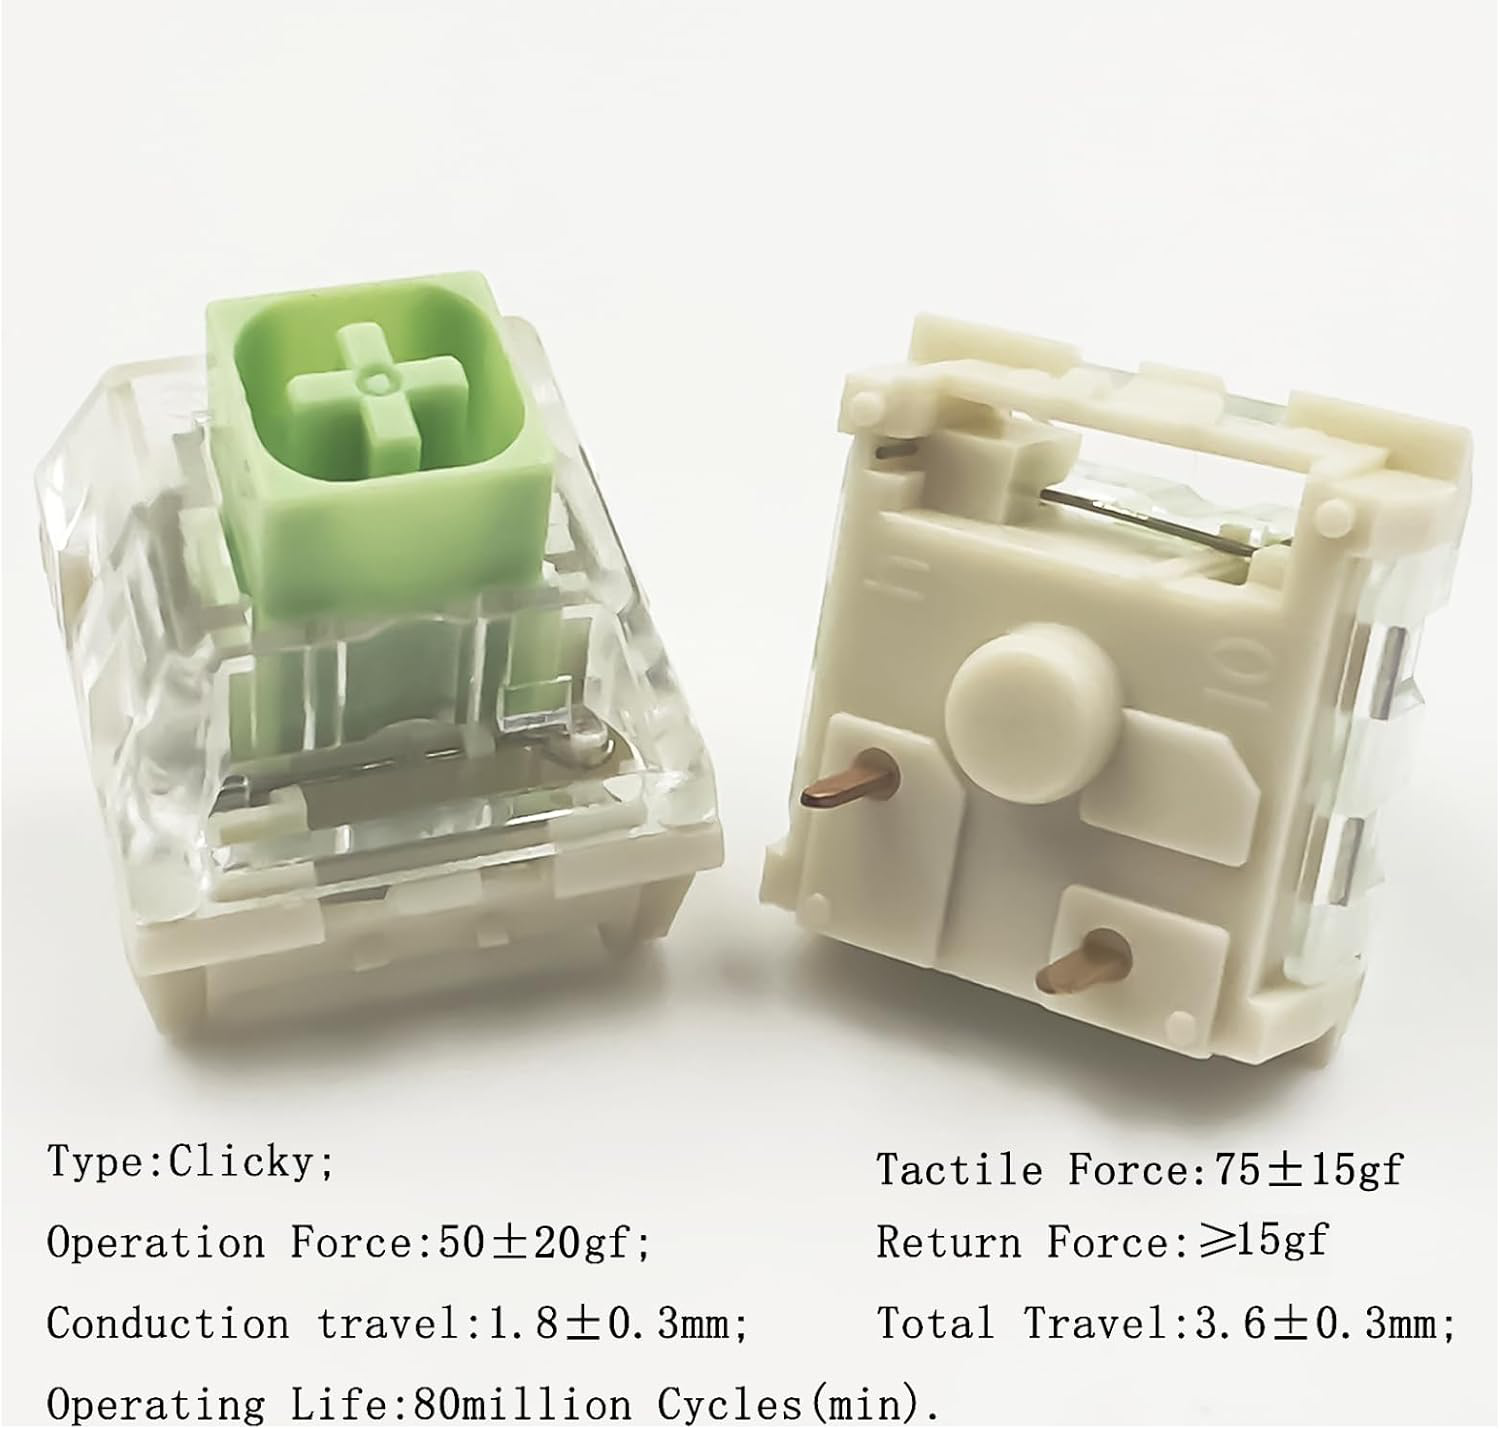 h
10
Type:Clicky;
Tactile Force:75±15gf
Operation Force:50±20gf;
Return Force:≥15gf
Conduction travel:1.8±0.3mm;
Total Travel:3.6±0.3mm;
Operating Life:80million Cycles(min).